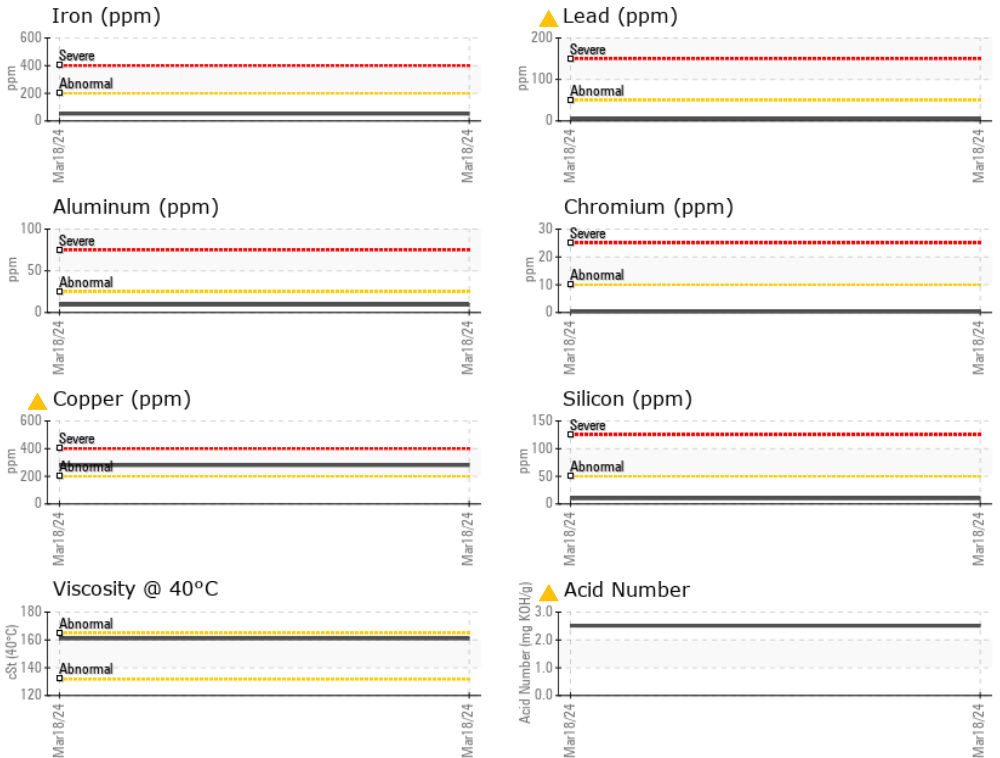 Iron (ppm)
600
400
200
0
ppm
Severe
Abnormal
Mar18/24
Mar18/24
Lead (ppm)
200
100
0
ppm
Severe
Abnormal
Mar18/24
Mar18/24
Aluminum (ppm)
100
50
0
ppm
Severe
Abnormal
Mar18/24
Mar18/24
Chromium (ppm)
30
20
10
0
ppm
Severe
Abnormal
Mar18/24
Mar18/24
Copper (ppm)
600
400
200
0
ppm
Severe
Abnormal
Mar18/24
Mar18/24
Silicon (ppm)
150
100
50
0
ppm
Severe
Abnormal
Mar18/24
Mar18/24
Viscosity @ 40°C
180
160
140
120
cSt (40°C)
Abnormal
Abnormal
Mar18/24
Mar18/24
Acid Number
3.0
2.0
1.0
0.0
Acid Number (mg KOH/g)
Mar18/24
Mar18/24